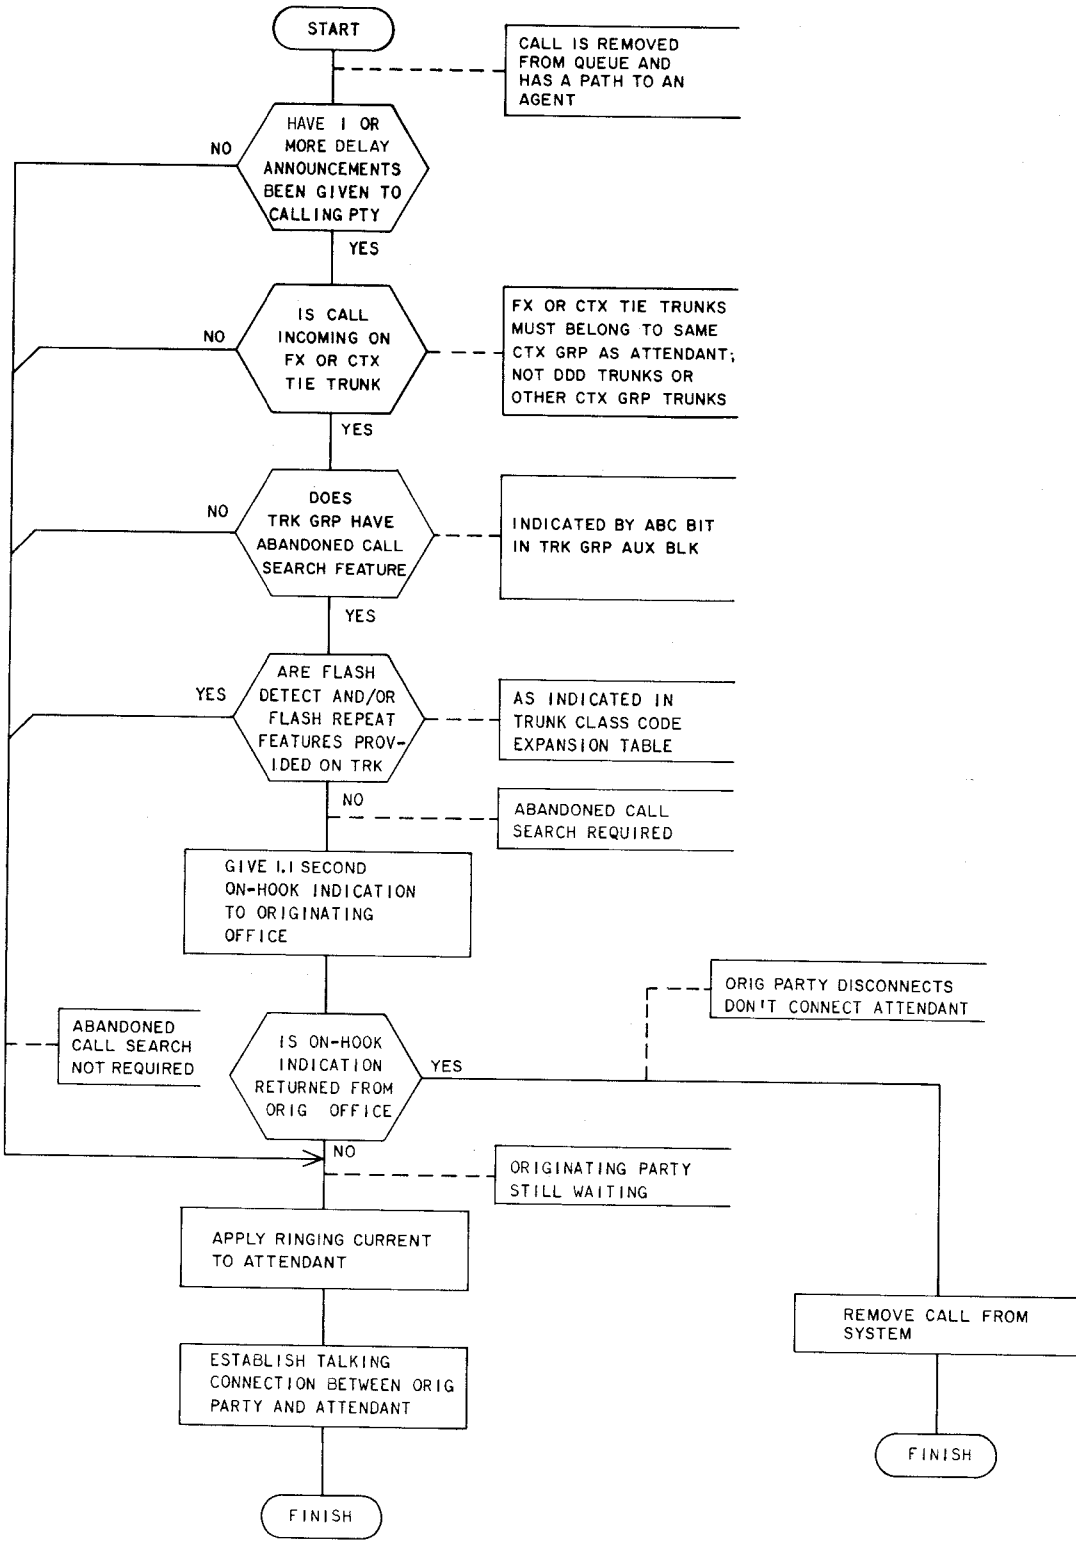 START
CALL IS REMOVED
FROM QUEUE AND
HAS A PATH TO AN
AGENT
HAVE 1 OR
MORE DELAY
ANNOUNCEMENTS
BEEN GIVEN TO
CALLING PTY
NO
YES
IS CALL
INCOMING ON
FX OR CTX
TIE TRUNK
NO
FX OR CTX TIE TRUNKS
MUST BELONG TO SAME
CTX GRP AS ATTENDANT;
NOT DDD TRUNKS OR
OTHER CTX GRP TRUNKS
YES
DOES
TRK GRP HAVE
ABANDONED CALL
SEARCH FEATURE
NO
INDICATED BY ABC BIT
IN TRK GRP AUX BLK
YES
ARE FLASH
DETECT AND/OR
FLASH REPEAT
FEATURES PROV-
IDED ON TRK
YES
AS INDICATED IN
TRUNK CLASS CODE
EXPANSION TABLE
NO
ABANDONED CALL
SEARCH REQUIRED
GIVE 1.1 SECOND
ON-HOOK INDICATION
TO ORIGINATING
OFFICE
ORIG PARTY DISCONNECTS
DON'T CONNECT ATTENDANT
ABANDONED
CALL SEARCH
NOT REQUIRED
IS ON-HOOK
INDICATION
RETURNED FROM
ORIG OFFICE
YES
NO
ORIGINATING PARTY
STILL WAITING
APPLY RINGING CURRENT
TO ATTENDANT
REMOVE CALL FROM
SYSTEM
ESTABLISH TALKING
CONNECTION BETWEEN ORIG
PARTY AND ATTENDANT
FINISH
FINISH